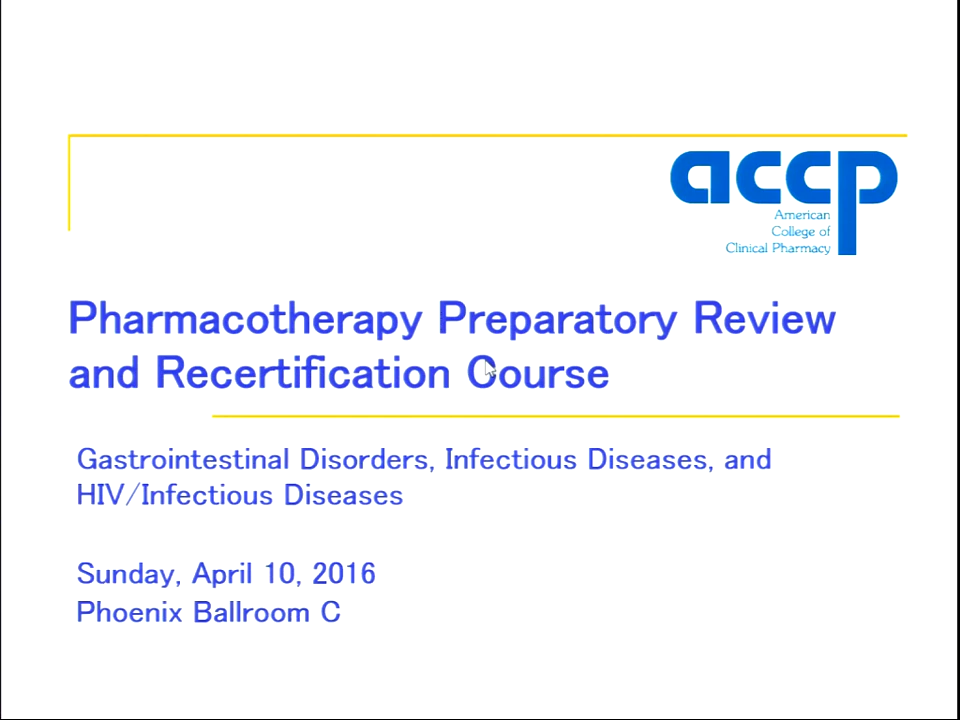 accp
American
College of
Clinical Pharmacy
Pharmacotherapy Preparatory Review
and Recertification Course
Gastrointestinal Disorders, Infectious Diseases, and
HIV/Infectious Diseases
Sunday, April 10, 2016
Phoenix Ballroom C